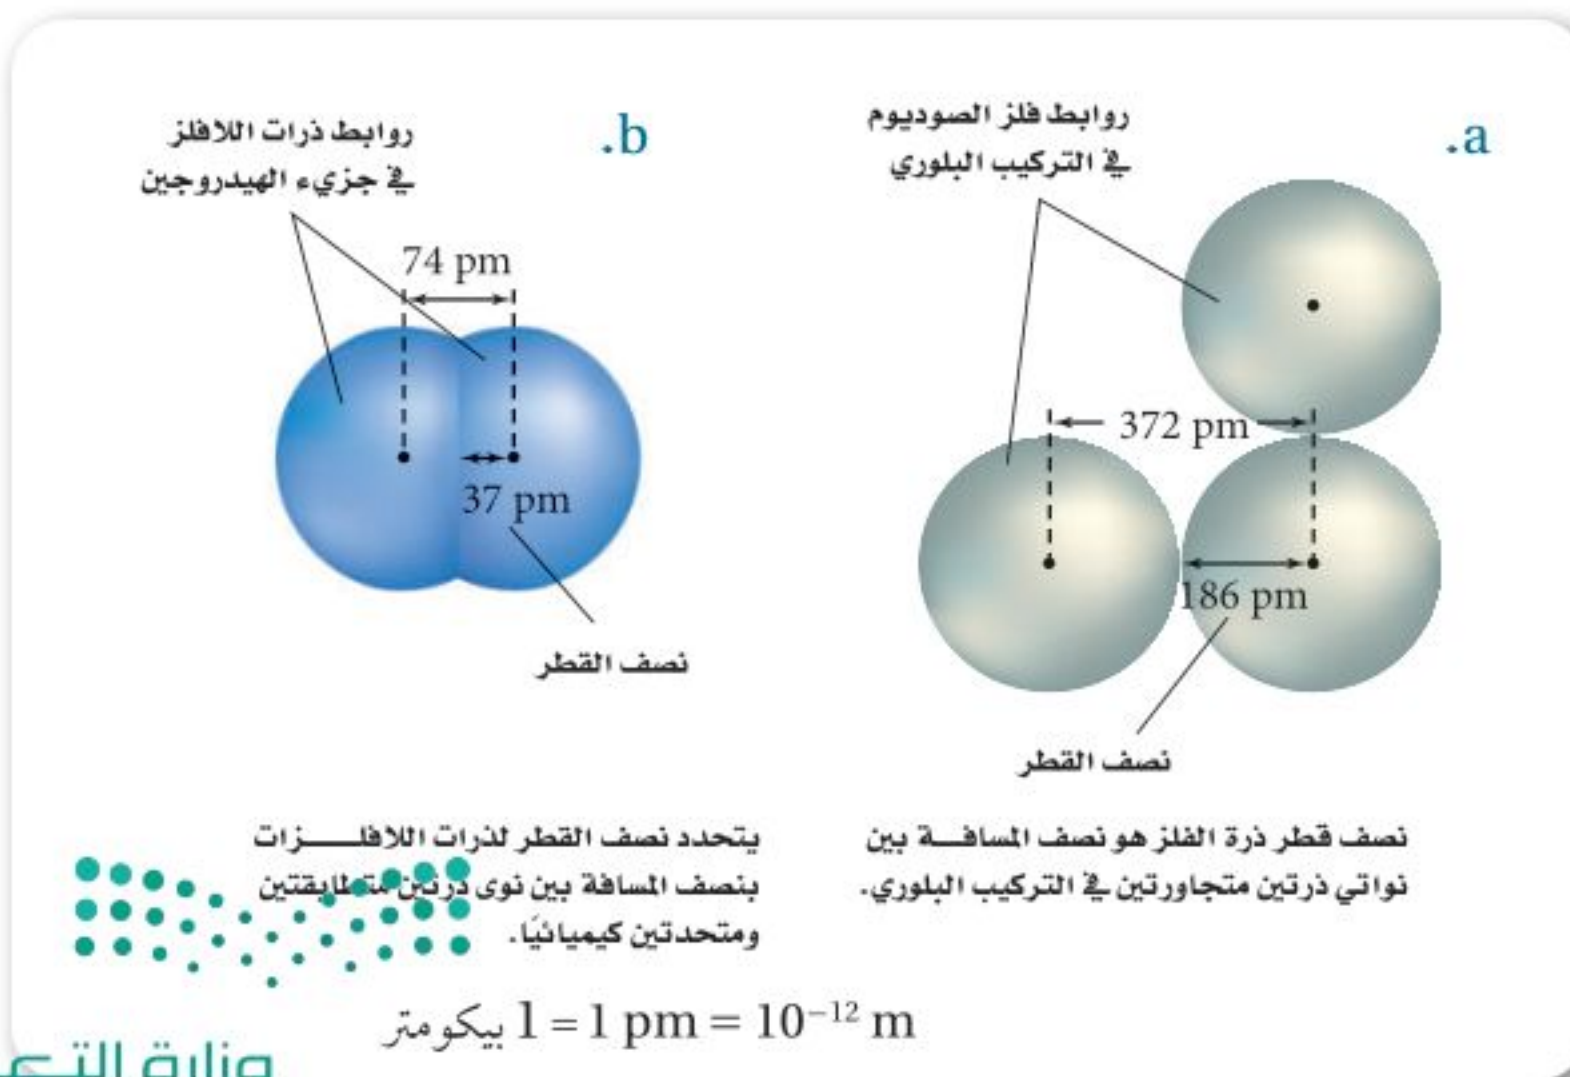 a.
روابط فلز الصوديوم
في التركيب البلوري
372 pm
186 pm
نصف القطر
نصف قطر ذرة الفلز هو نصف المسافة بين
نواتي ذرتين متجاورتين في التركيب البلوري.
b.
روابط ذرات اللافلز
في جزيء الهيدروجين
74 pm
37 pm
نصف القطر
يتحدد نصف القطر لذرات اللافلزات
بنصف المسافة بين نوى ذرتين متطابقتين
ومتحدتين كيميائيًا.
1 بيكومتر = 1 pm = 10⁻¹² m
وزارة